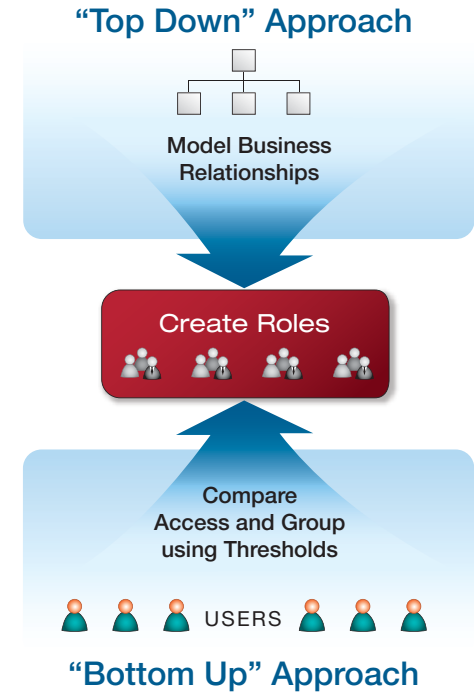 “Top Down” Approach
Model Business
Relationships
Create Roles
Compare
Access and Group
using Thresholds
USERS
“Bottom Up” Approach